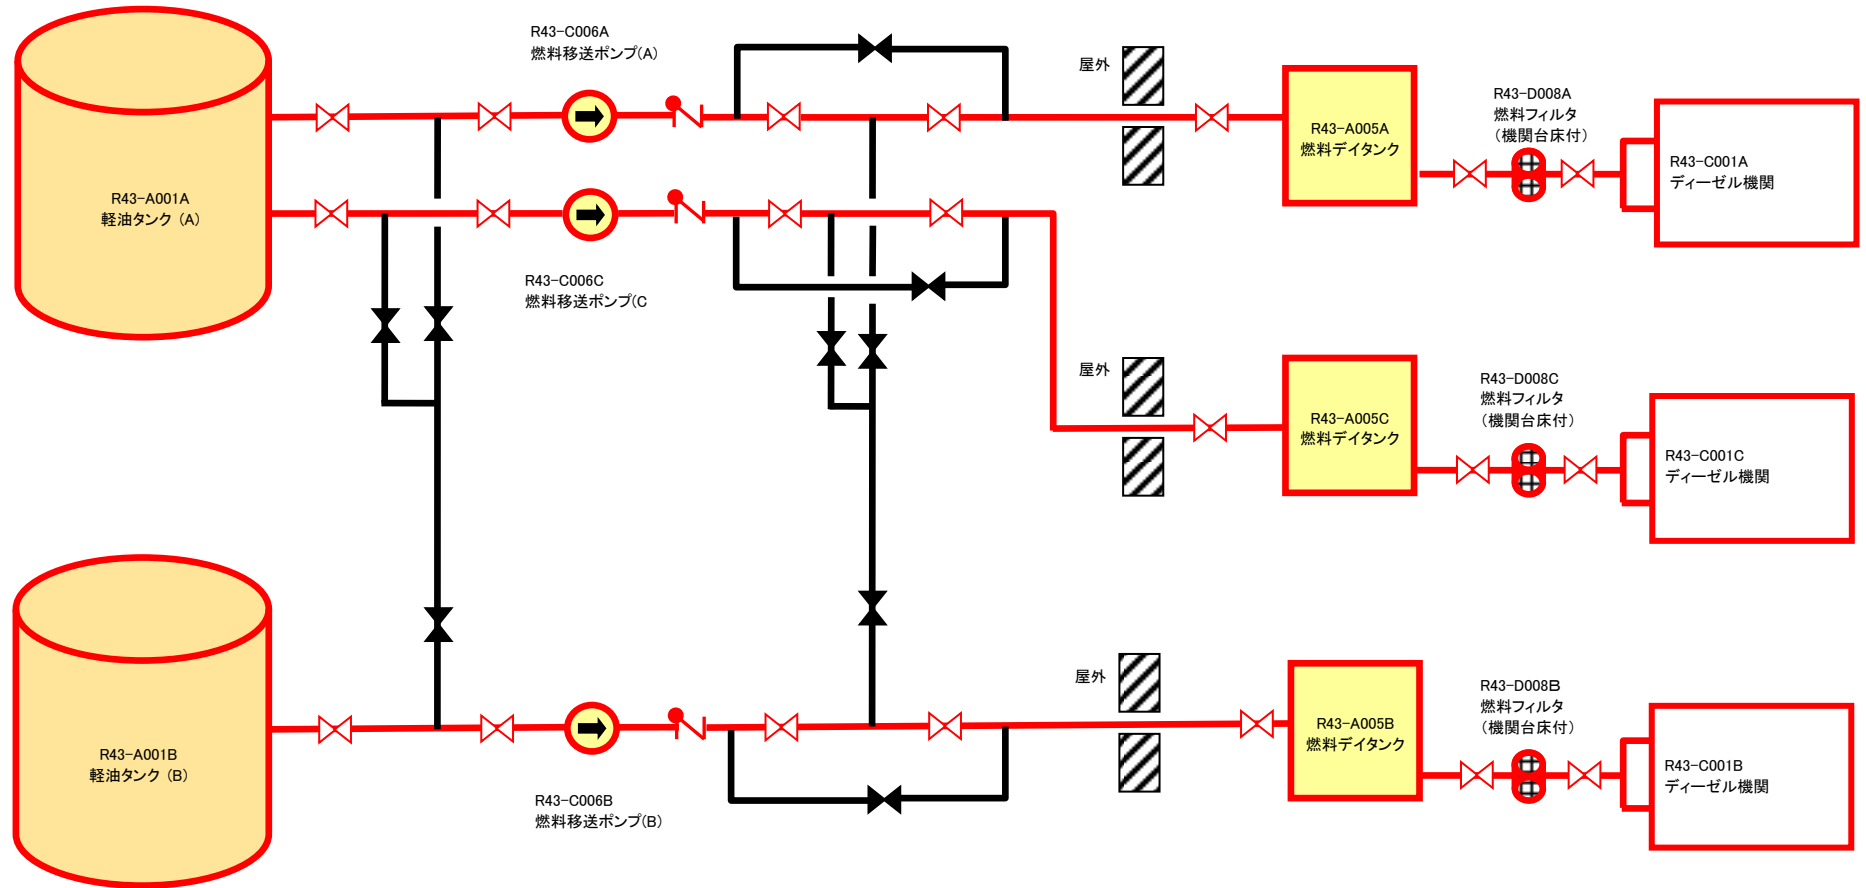 R43-C006A
燃料移送ポンプ(A)
屋外
R43-D008A
燃料フィルタ
(機関台床付)
R43-A005A
燃料デイタンク
R43-C001A
ディーゼル機関
R43-A001A
軽油タンク (A)
R43-C006C
燃料移送ポンプ(C
屋外
R43-D008C
燃料フィルタ
(機関台床付)
R43-A005C
燃料デイタンク
R43-C001C
ディーゼル機関
屋外
R43-D008B
燃料フィルタ
(機関台床付)
R43-A005B
燃料デイタンク
R43-C001B
ディーゼル機関
R43-A001B
軽油タンク (B)
R43-C006B
燃料移送ポンプ(B)